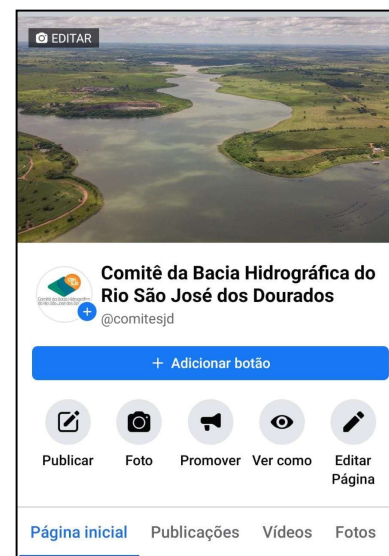 EDITAR
Comitê da Bacia Hidrográfica do
Rio São José dos Dourados
@comitesjd
+ Adicionar botão
Publicar Foto Promover Ver como Editar
Página
Página inicial Publicações Vídeos Fotos